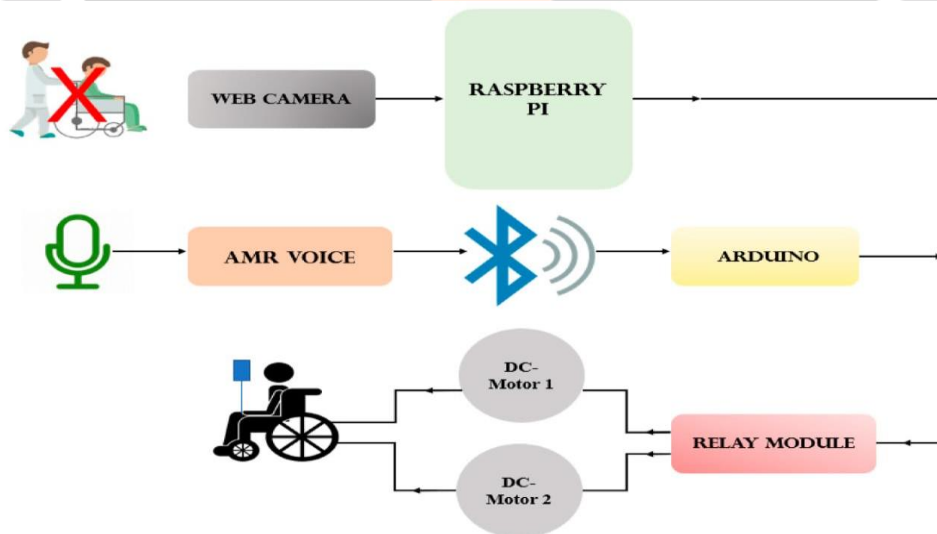 WEB CAMERA
RASPBERRY
PI
AMR VOICE
ARDUINO
DC-
Motor 1
RELAY MODULE
DC-
Motor 2